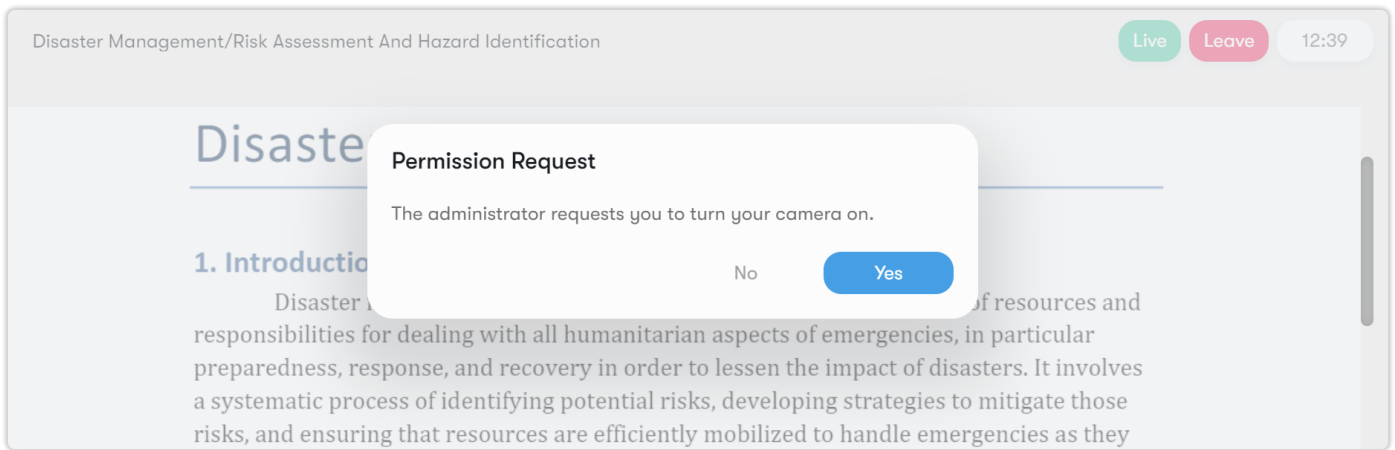 Disaster Management/Risk Assessment And Hazard Identification
Live Leave 12:39
Permission Request
The administrator requests you to turn your camera on.
No Yes
1.
Disaster
of resources and
responsibilities for dealing with all humanitarian aspects of emergencies, in particular
preparedness, response, and recovery in order to lessen the impact of disasters. It involves
a systematic process of identifying potential risks, developing strategies to mitigate those
risks, and ensuring that resources are efficiently mobilized to handle emergencies as they